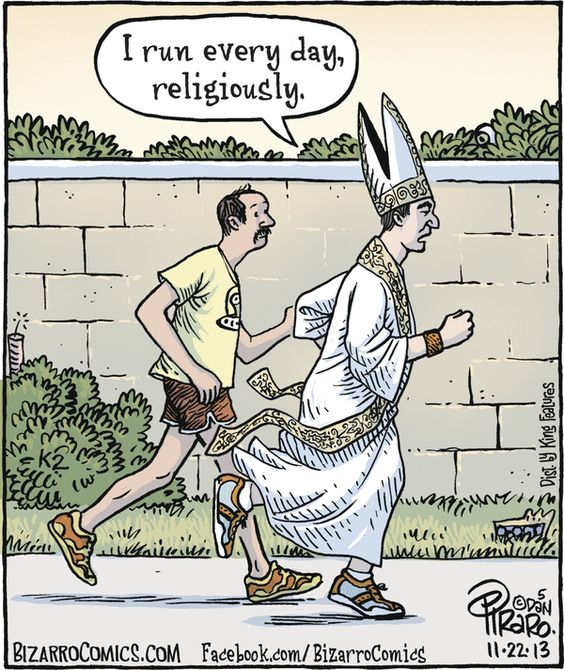 I run every day,
religiously.
K2
Dist. by King Features
5
©DAN
PIRARO.
11·22·13
BIZARROCOMICS.COM
Facebook.com/BizarroComics